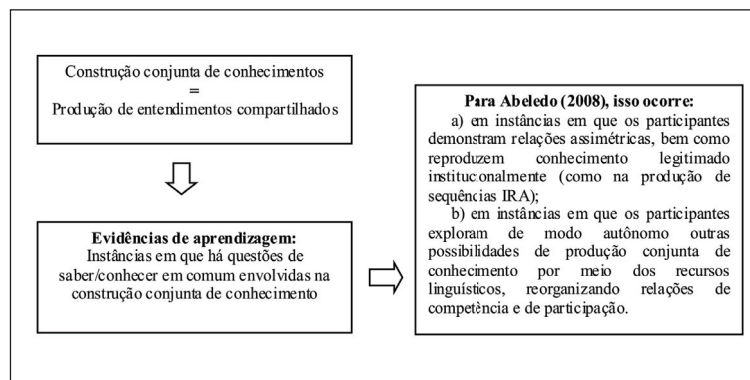 Construção conjunta de conhecimentos
=
Produção de entendimentos compartilhados
Evidências de aprendizagem:
Instâncias em que há questões de
saber/conhecer em comum envolvidas na
construção conjunta de conhecimento
Para Abeledo (2008), isso ocorre:
a) em instâncias em que os participantes
demonstram relações assimétricas, bem como
reproduzem conhecimento legitimado
institucionalmente (como na produção de
sequências IRA);
b) em instâncias em que os participantes
exploram de modo autônomo outras
possibilidades de produção conjunta de
conhecimento por meio dos recursos
linguísticos, reorganizando relações de
competência e de participação.